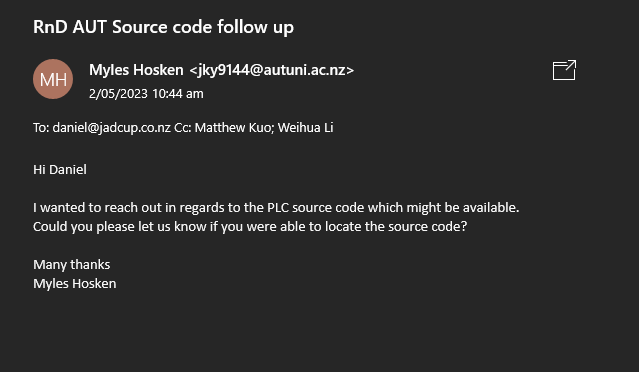 RnD AUT Source code follow up
MH
Myles Hosken <jky9144@autuni.ac.nz>
2/05/2023 10:44 am
To: daniel@jadcup.co.nz Cc: Matthew Kuo; Weihua Li
Hi Daniel
I wanted to reach out in regards to the PLC source code which might be available.
Could you please let us know if you were able to locate the source code?
Many thanks
Myles Hosken